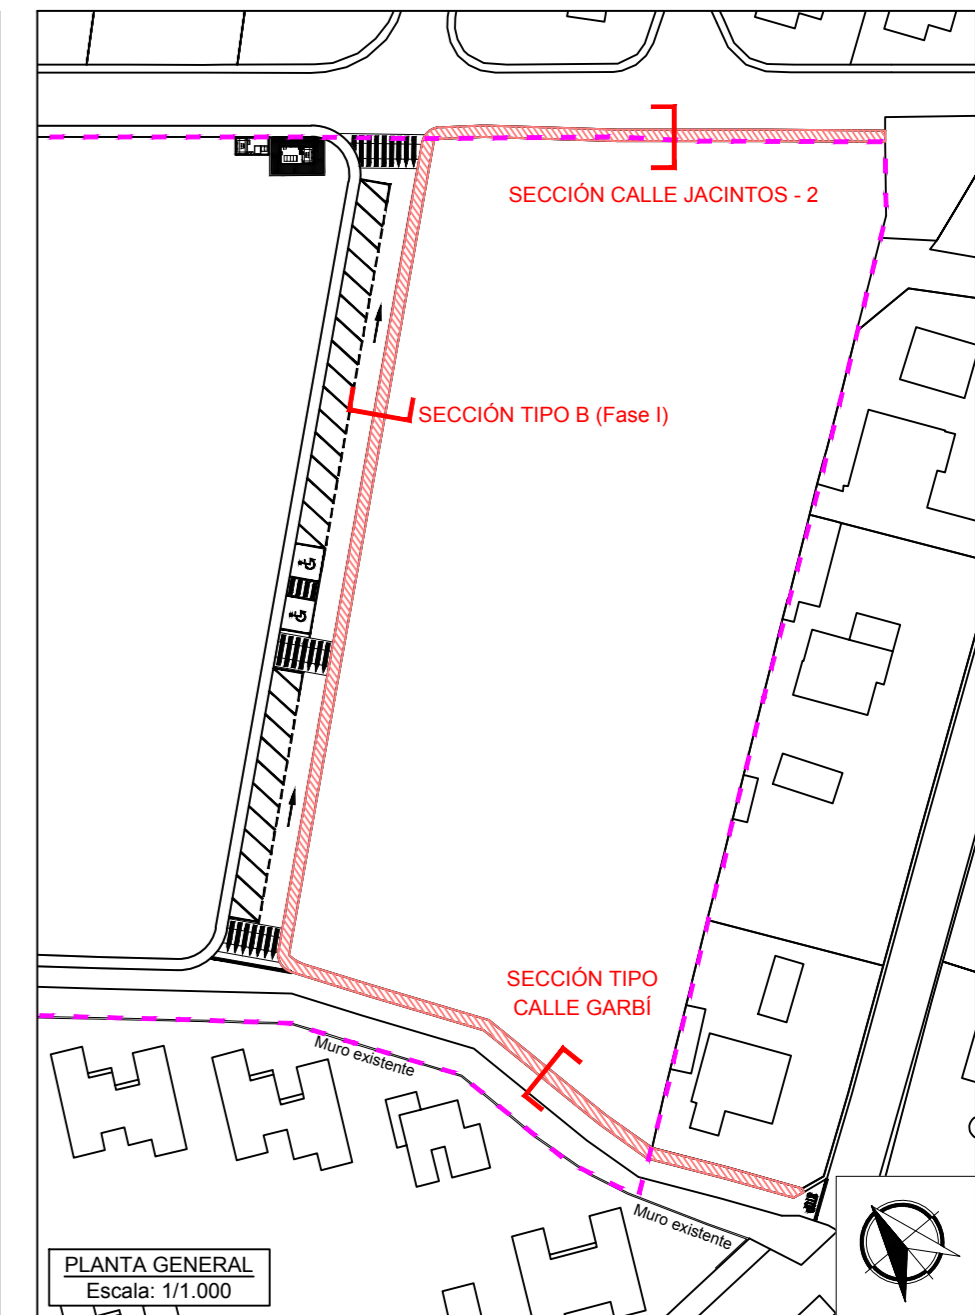 SECCIÓN CALLE JACINTOS - 2
SECCIÓN TIPO B (Fase I)
SECCIÓN TIPO
CALLE GARBÍ
Muro existente
Muro existente
STOP
PLANTA GENERAL
Escala: 1/1.000